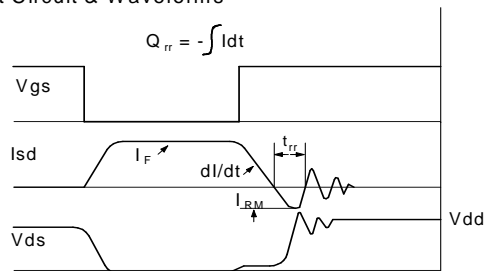 Q rr = - ∫ Idt
Vgs
Isd
I F
dI/dt
t rr
I RM
Vdd
Vds